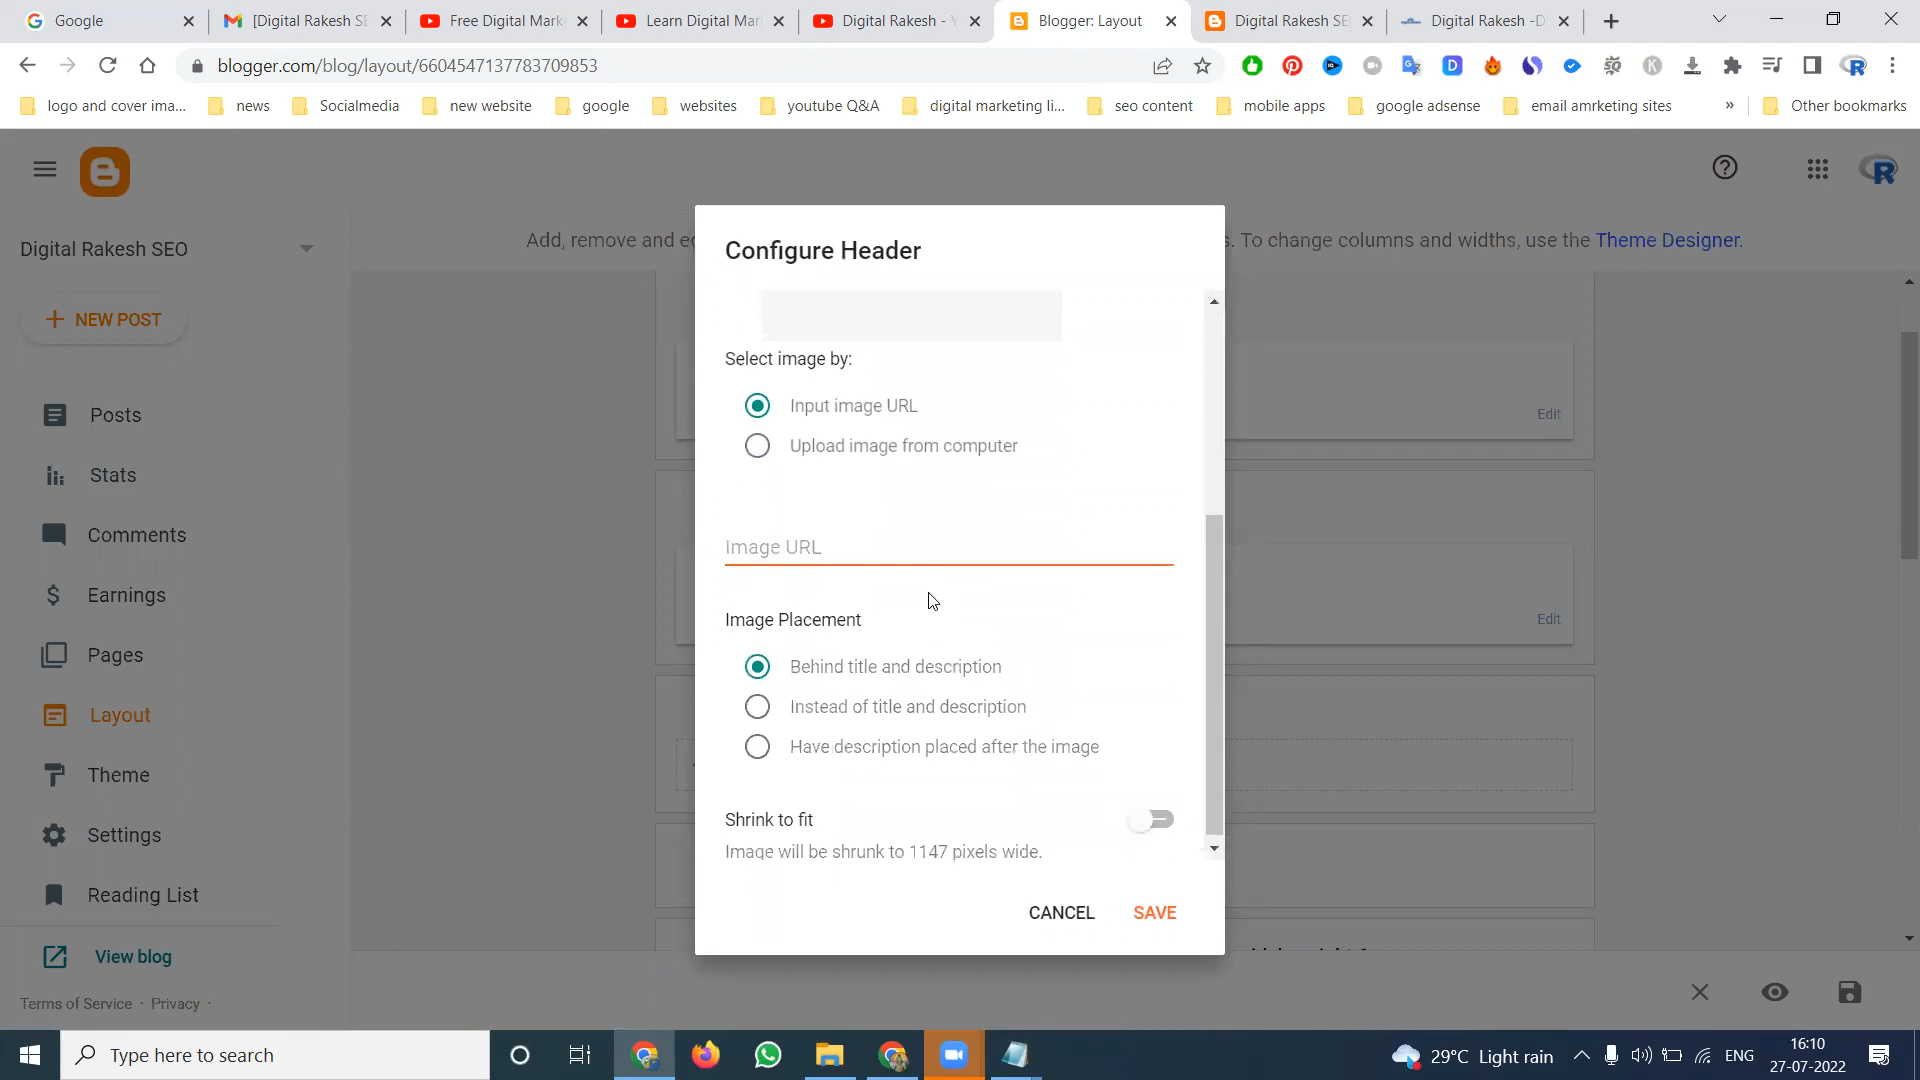 Google
[Digital Rakesh SE
Free Digital Mark
Learn Digital Mar
Digital Rakesh - Y
Blogger: Layout
Digital Rakesh SE
Digital Rakesh -D
blogger.com/blog/layout/6604547137783709853
logo and cover ima...
news
Socialmedia
new website
google
websites
youtube Q&A
digital marketing li...
seo content
mobile apps
google adsense
email amrketing sites
»
Other bookmarks
Digital Rakesh SEO
NEW POST
Posts
Stats
Comments
Earnings
Pages
Layout
Theme
Settings
Reading List
View blog
Terms of Service · Privacy ·
Add, remove and e
s. To change columns and widths, use the Theme Designer.
Edit
Edit
Configure Header
Select image by:
Input image URL
Upload image from computer
Image URL
Image Placement
Behind title and description
Instead of title and description
Have description placed after the image
Shrink to fit
Image will be shrunk to 1147 pixels wide.
CANCEL
SAVE
Type here to search
29°C Light rain
ENG
16:10
27-07-2022